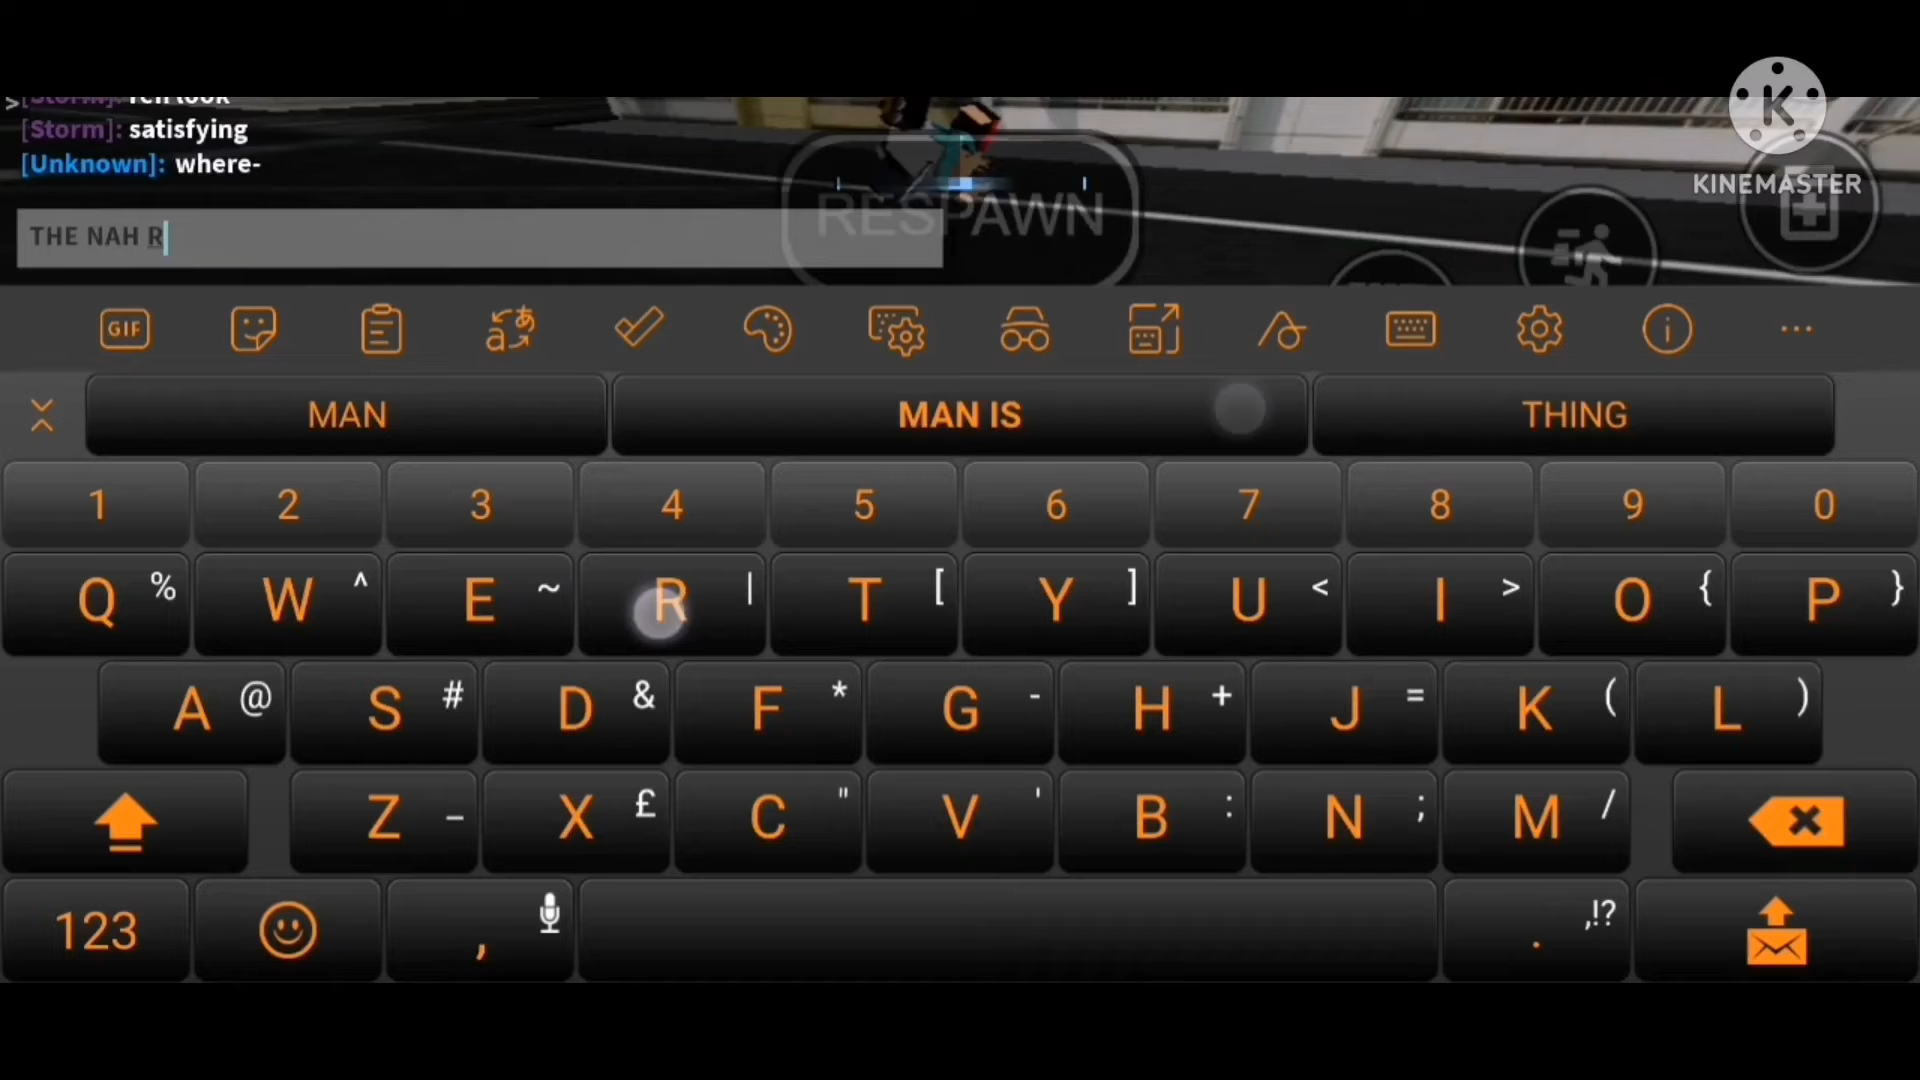 [Storm]: satisfying
[Unknown]: where-
THE NAH R
RESPAWN
KINEMASTER
GIF
MAN
MAN IS
THING
1 2 3 4 5 6 7 8 9 0
Q % W ^ E ~ R | T [ Y ] U < I > O { P }
A @ S # D & F * G - H + J = K ( L )
Z _ X £ C " V ' B : N ; M /
123 , . ,!?